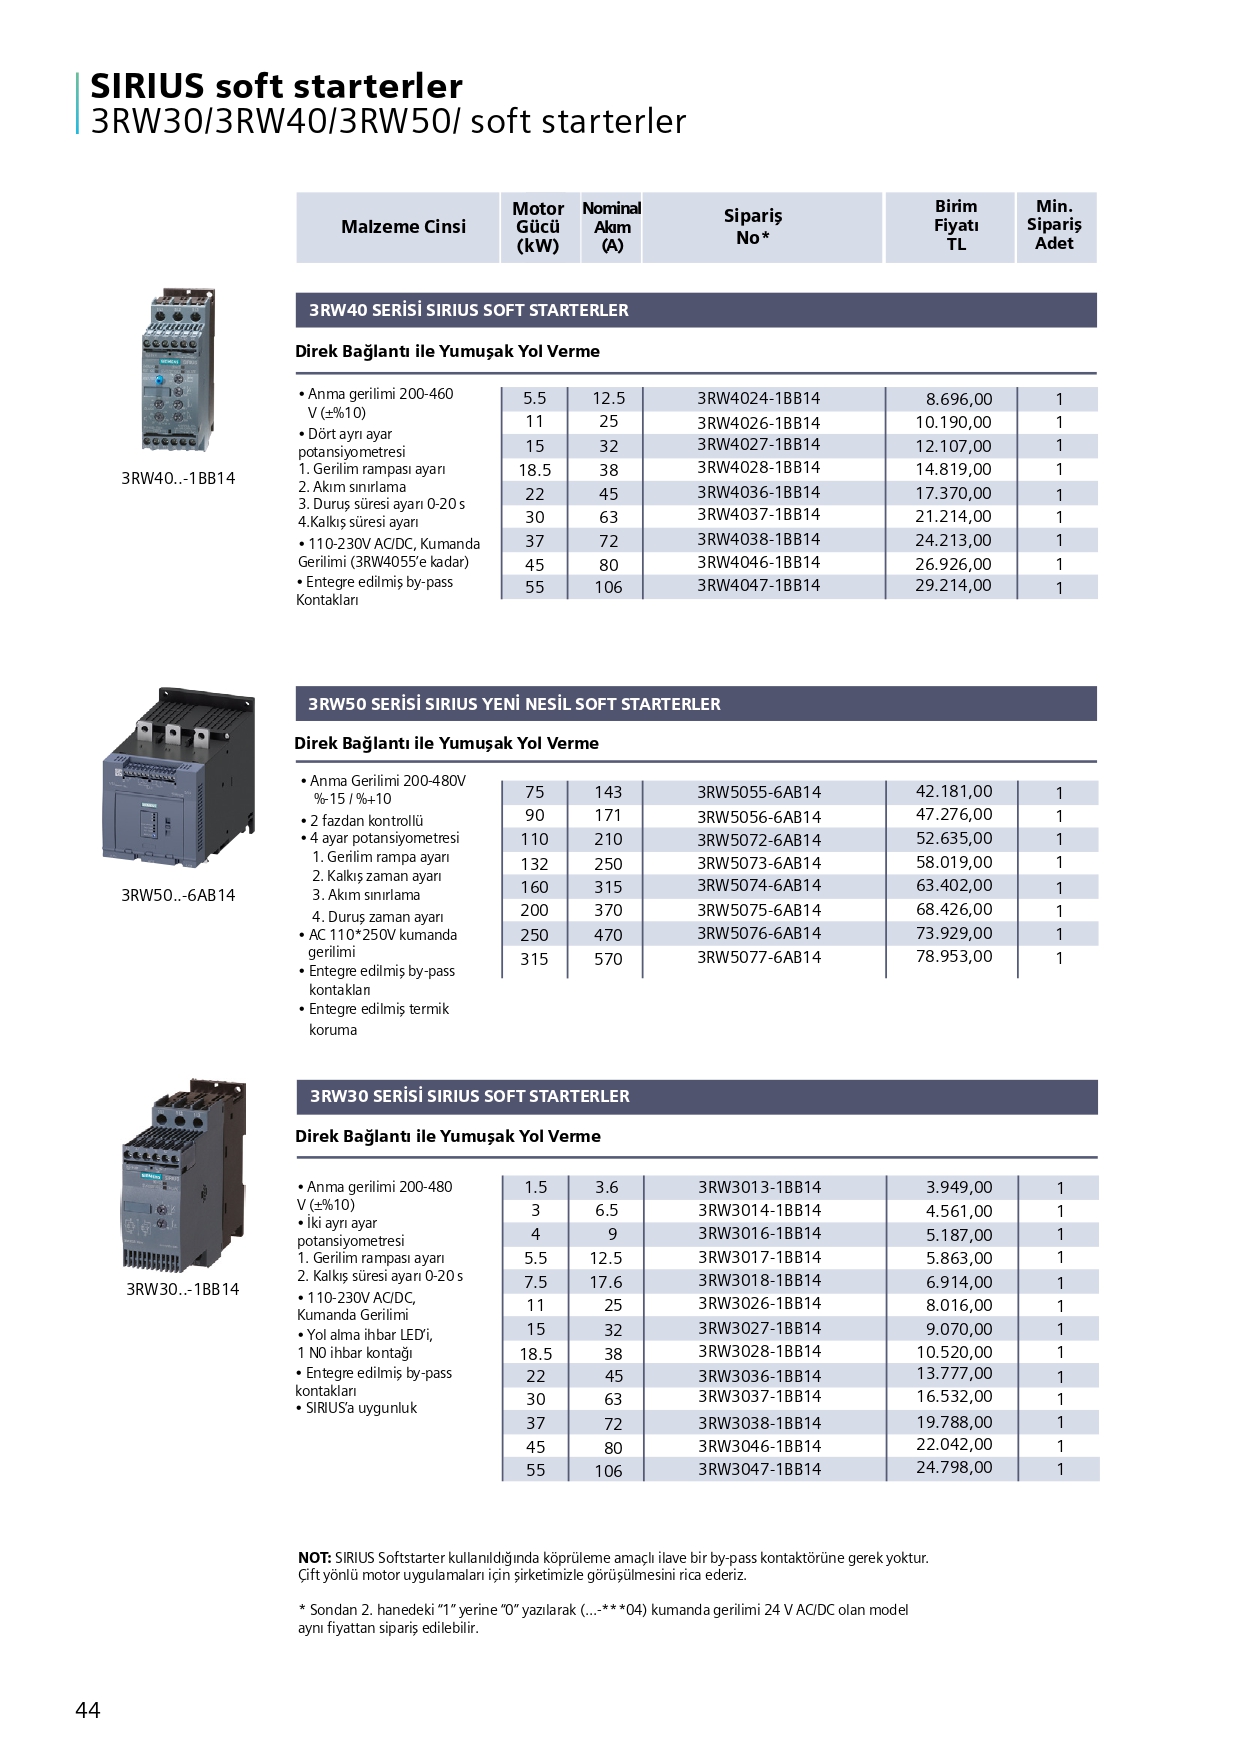 SIRIUS soft starterler
3RW30/3RW40/3RW50/ soft starterler
Malzeme Cinsi Motor Gücü (kW) Nominal Akım (A) Sipariş No* Birim Fiyatı TL Min. Sipariş Adet
3RW40 SERİSİ SIRIUS SOFT STARTERLER
Direk Bağlantı ile Yumuşak Yol Verme
• Anma gerilimi 200-460
V (±%10)
• Dört ayrı ayar
potansiyometresi
1. Gerilim rampası ayarı
2. Akım sınırlama
3. Duruş süresi ayarı 0-20 s
4.Kalkış süresi ayarı
• 110-230V AC/DC, Kumanda
Gerilimi (3RW4055’e kadar)
• Entegre edilmiş by-pass
Kontakları
5.5 12.5 3RW4024-1BB14 8.696,00 1
11 25 3RW4026-1BB14 10.190,00 1
15 32 3RW4027-1BB14 12.107,00 1
18.5 38 3RW4028-1BB14 14.819,00 1
22 45 3RW4036-1BB14 17.370,00 1
30 63 3RW4037-1BB14 21.214,00 1
37 72 3RW4038-1BB14 24.213,00 1
45 80 3RW4046-1BB14 26.926,00 1
55 106 3RW4047-1BB14 29.214,00 1
3RW40..-1BB14
3RW50 SERİSİ SIRIUS YENİ NESİL SOFT STARTERLER
Direk Bağlantı ile Yumuşak Yol Verme
• Anma Gerilimi 200-480V
%-15 / %+10
• 2 fazdan kontrollü
• 4 ayar potansiyometresi
1. Gerilim rampa ayarı
2. Kalkış zaman ayarı
3. Akım sınırlama
4. Duruş zaman ayarı
• AC 110*250V kumanda
gerilimi
• Entegre edilmiş by-pass
kontakları
• Entegre edilmiş termik
koruma
75 143 3RW5055-6AB14 42.181,00 1
90 171 3RW5056-6AB14 47.276,00 1
110 210 3RW5072-6AB14 52.635,00 1
132 250 3RW5073-6AB14 58.019,00 1
160 315 3RW5074-6AB14 63.402,00 1
200 370 3RW5075-6AB14 68.426,00 1
250 470 3RW5076-6AB14 73.929,00 1
315 570 3RW5077-6AB14 78.953,00 1
3RW50..-6AB14
3RW30 SERİSİ SIRIUS SOFT STARTERLER
Direk Bağlantı ile Yumuşak Yol Verme
• Anma gerilimi 200-480
V (±%10)
• İki ayrı ayar
potansiyometresi
1. Gerilim rampası ayarı
2. Kalkış süresi ayarı 0-20 s
• 110-230V AC/DC,
Kumanda Gerilimi
• Yol alma ihbar LED’i,
1 N0 ihbar kontağı
• Entegre edilmiş by-pass
kontakları
• SIRIUS’a uygunluk
1.5 3.6 3RW3013-1BB14 3.949,00 1
3 6.5 3RW3014-1BB14 4.561,00 1
4 9 3RW3016-1BB14 5.187,00 1
5.5 12.5 3RW3017-1BB14 5.863,00 1
7.5 17.6 3RW3018-1BB14 6.914,00 1
11 25 3RW3026-1BB14 8.016,00 1
15 32 3RW3027-1BB14 9.070,00 1
18.5 38 3RW3028-1BB14 10.520,00 1
22 45 3RW3036-1BB14 13.777,00 1
30 63 3RW3037-1BB14 16.532,00 1
37 72 3RW3038-1BB14 19.788,00 1
45 80 3RW3046-1BB14 22.042,00 1
55 106 3RW3047-1BB14 24.798,00 1
3RW30..-1BB14
NOT: SIRIUS Softstarter kullanıldığında köprüleme amaçlı ilave bir by-pass kontaktörüne gerek yoktur.
Çift yönlü motor uygulamaları için şirketimizle görüşülmesini rica ederiz.
* Sondan 2. hanedeki “1” yerine “0” yazılarak (...-***04) kumanda gerilimi 24 V AC/DC olan model
aynı fiyattan sipariş edilebilir.
44